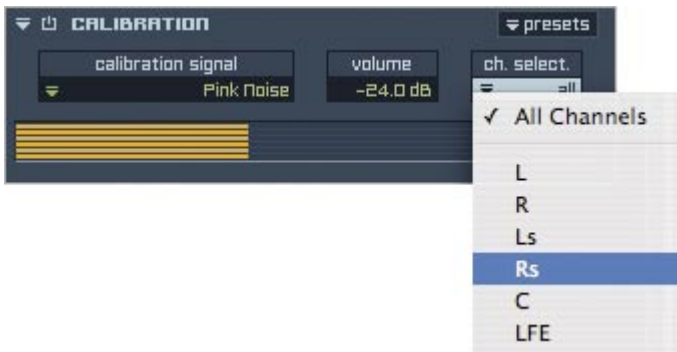 CALIBRATION
presets
calibration signal
volume
ch. select.
Pink Noise
-24.0 dB
all
✓ All Channels
L
R
Ls
Rs
C
LFE